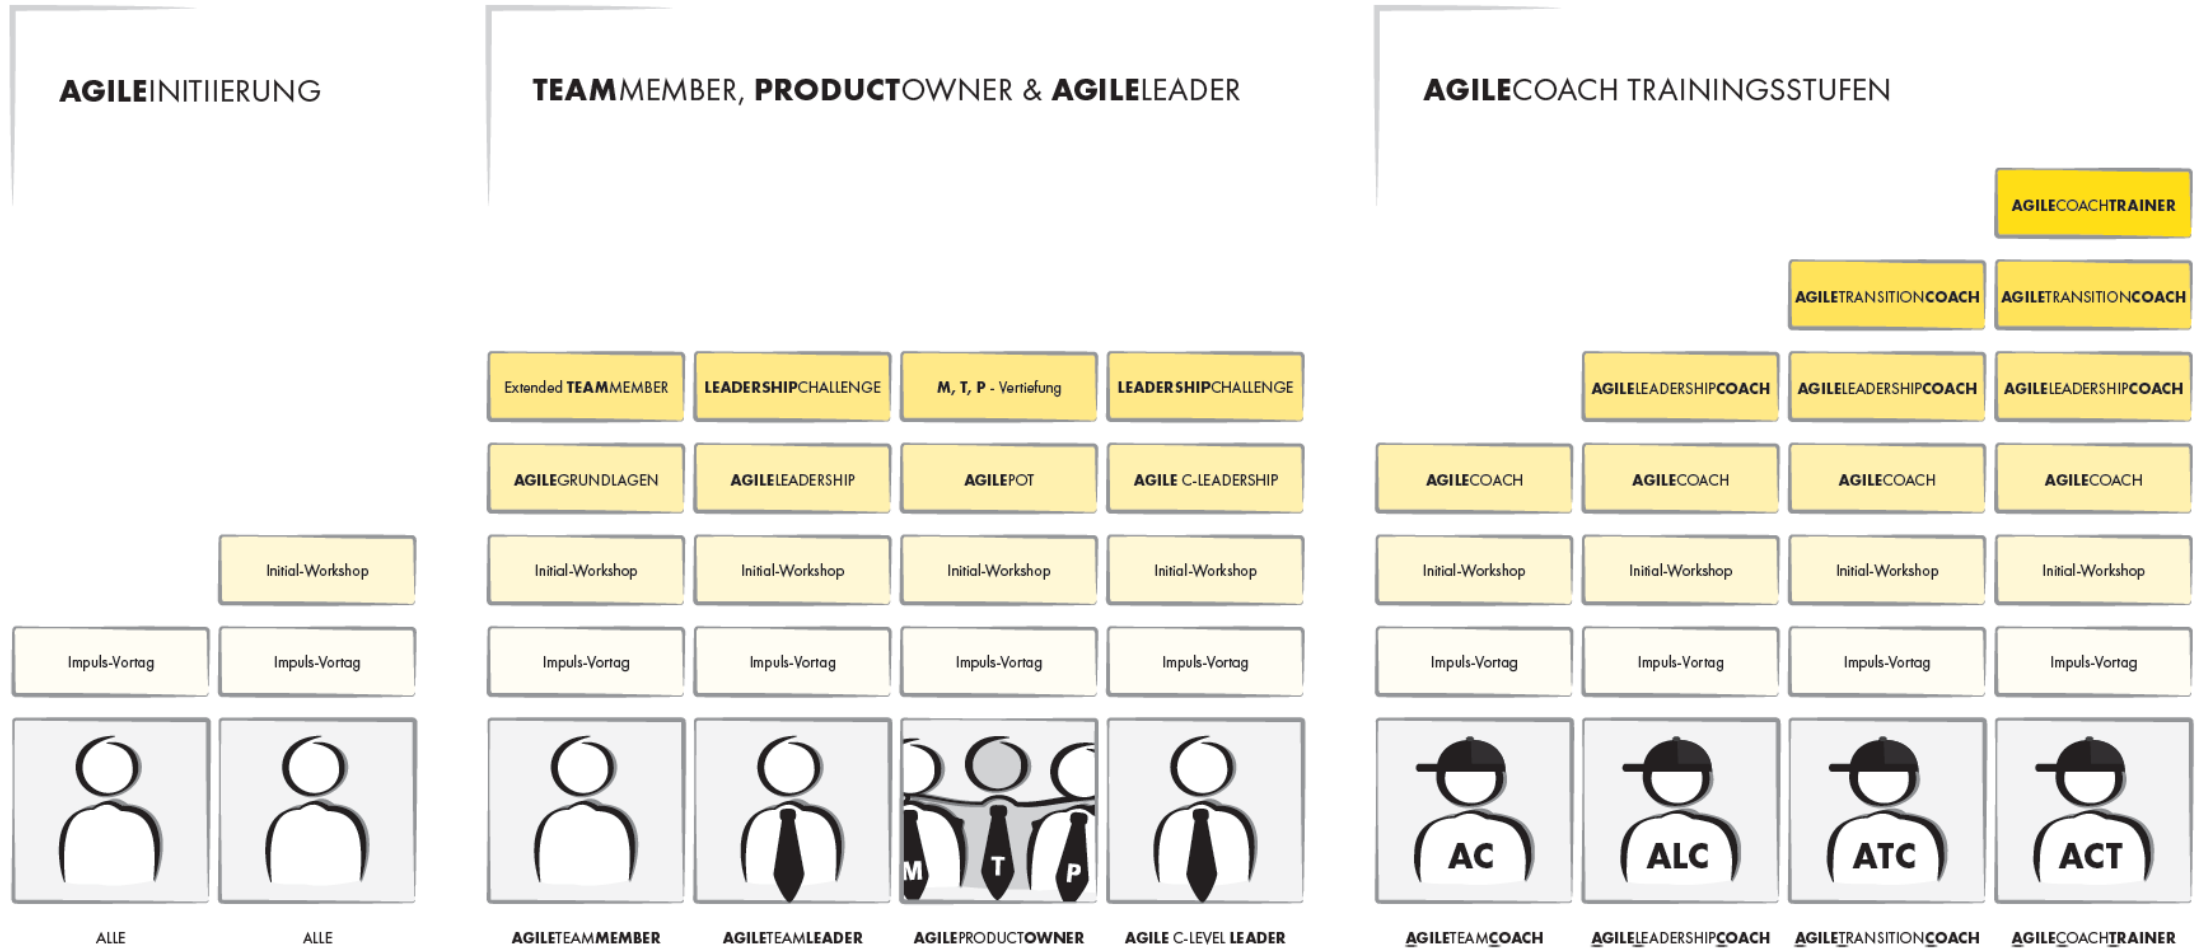 AGILEINITIIERUNG
TEAMMEMBER, PRODUCTOWNER & AGILELEADER
AGILECOACH TRAININGSSTUFEN
AGILECOACHTRAINER
AGILETRANSITIONCOACH
AGILETRANSITIONCOACH
Extended TEAMMEMBER
LEADERSHIPCHALLENGE
M, T, P - Vertiefung
LEADERSHIPCHALLENGE
AGILELEADERSHIPCOACH
AGILELEADERSHIPCOACH
AGILELEADERSHIPCOACH
AGILEGRUNDLAGEN
AGILELEADERSHIP
AGILEPOT
AGILE C-LEADERSHIP
AGILECOACH
AGILECOACH
AGILECOACH
AGILECOACH
Initial-Workshop
Initial-Workshop
Initial-Workshop
Initial-Workshop
Initial-Workshop
Initial-Workshop
Initial-Workshop
Initial-Workshop
Initial-Workshop
Impuls-Vortag
Impuls-Vortag
Impuls-Vortag
Impuls-Vortag
Impuls-Vortag
Impuls-Vortag
Impuls-Vortag
Impuls-Vortag
Impuls-Vortag
Impuls-Vortag
M
T
P
AC
ALC
ATC
ACT
ALLE
ALLE
AGILETEAMMEMBER
AGILETEAMLEADER
AGILEPRODUCTOWNER
AGILE C-LEVEL LEADER
AGILETEAMCOACH
AGILELEADERSHIPCOACH
AGILETRANSITIONCOACH
AGILECOACHTRAINER